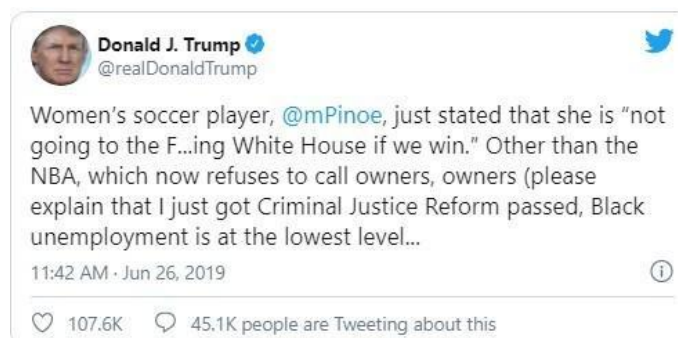 Donald J. Trump
@realDonaldTrump
Women's soccer player, @mPinoe, just stated that she is "not
going to the F...ing White House if we win." Other than the
NBA, which now refuses to call owners, owners (please
explain that I just got Criminal Justice Reform passed, Black
unemployment is at the lowest level...
11:42 AM · Jun 26, 2019
107.6K 45.1K people are Tweeting about this